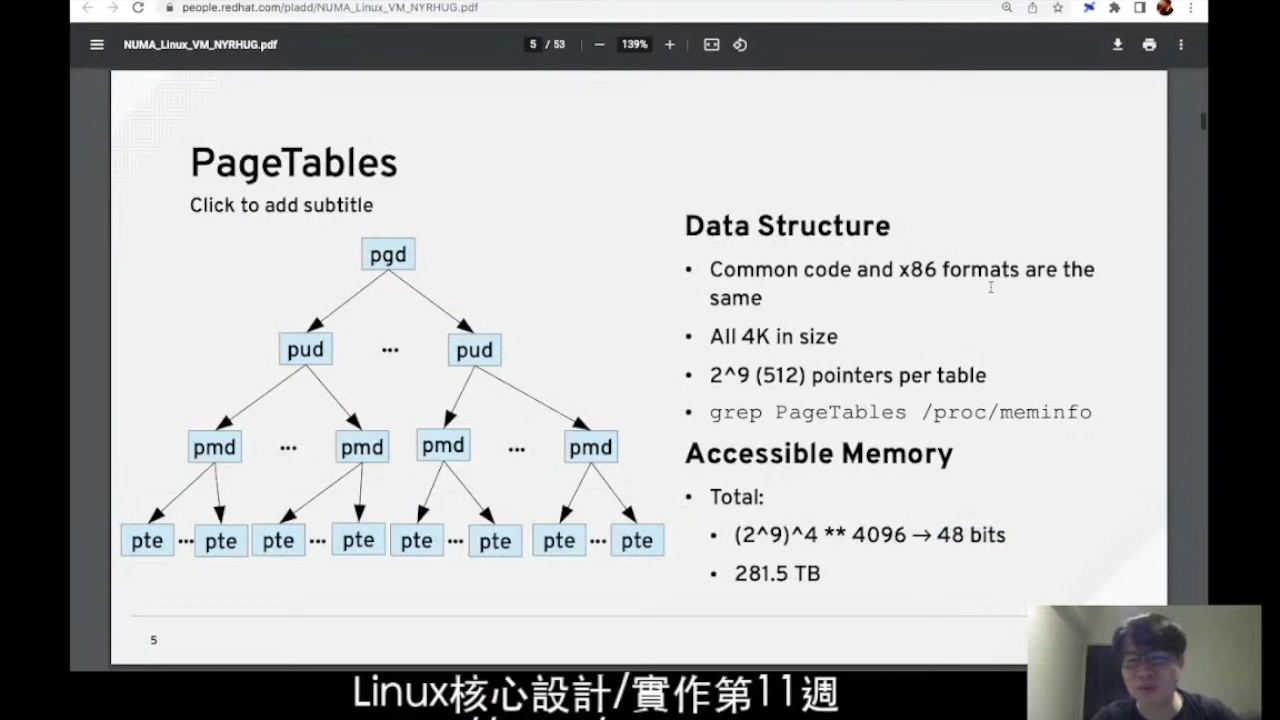 people.redhat.com/pladd/NUMA_Linux_VM_NYRHUG.pdf
NUMA_Linux_VM_NYRHUG.pdf
5 / 53
139%
PageTables
Click to add subtitle
pgd
pud ... pud
pmd ... pmd pmd ... pmd
pte ... pte pte ... pte pte ... pte pte ... pte
Data Structure
• Common code and x86 formats are the
same
• All 4K in size
• 2^9 (512) pointers per table
• grep PageTables /proc/meminfo
Accessible Memory
• Total:
• (2^9)^4 ** 4096 → 48 bits
• 281.5 TB
5
Linux核心設計/實作第11週